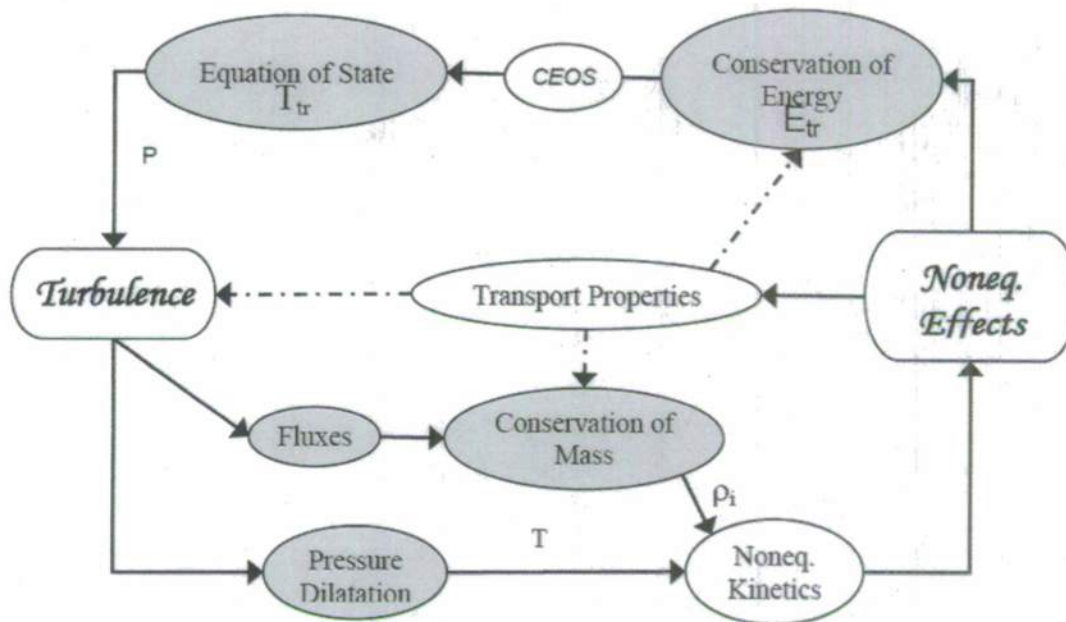 Equation of State
T_tr
CEOS
Conservation of
Energy
E_tr
P
Turbulence
Transport Properties
Noneq.
Effects
Fluxes
Conservation of
Mass
ρ_i
T
Pressure
Dilatation
Noneq.
Kinetics